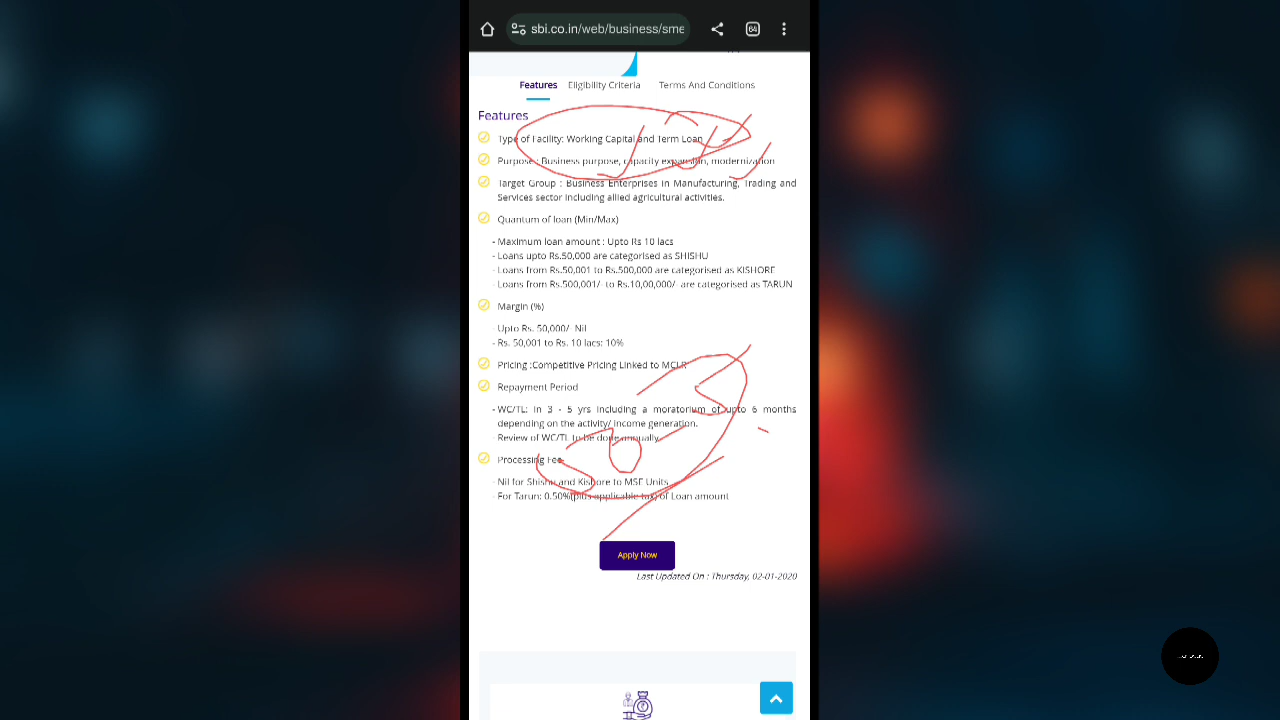 sbi.co.in/web/business/sme
64
Features Eligibility Criteria Terms And Conditions
Features
Type of Facility: Working Capital and Term Loan
Purpose : Business purpose, capacity expansion, modernization
Target Group : Business Enterprises in Manufacturing, Trading and
Services sector including allied agricultural activities.
Quantum of loan (Min/Max)
- Maximum loan amount : Upto Rs 10 lacs
- Loans upto Rs.50,000 are categorised as SHISHU
- Loans from Rs.50,001 to Rs.500,000 are categorised as KISHORE
- Loans from Rs.500,001/- to Rs.10,00,000/- are categorised as TARUN
Margin (%)
- Upto Rs. 50,000/- Nil
- Rs. 50,001 to Rs. 10 lacs: 10%
Pricing :Competitive Pricing Linked to MCLR
Repayment Period
- WC/TL: In 3 - 5 yrs including a moratorium of upto 6 months
depending on the activity/ income generation.
- Review of WC/TL to be done annually
Processing Fee-
- Nil for Shishu and Kishore to MSE Units
- For Tarun: 0.50%(plus applicable tax) of Loan amount
Apply Now
Last Updated On : Thursday, 02-01-2020